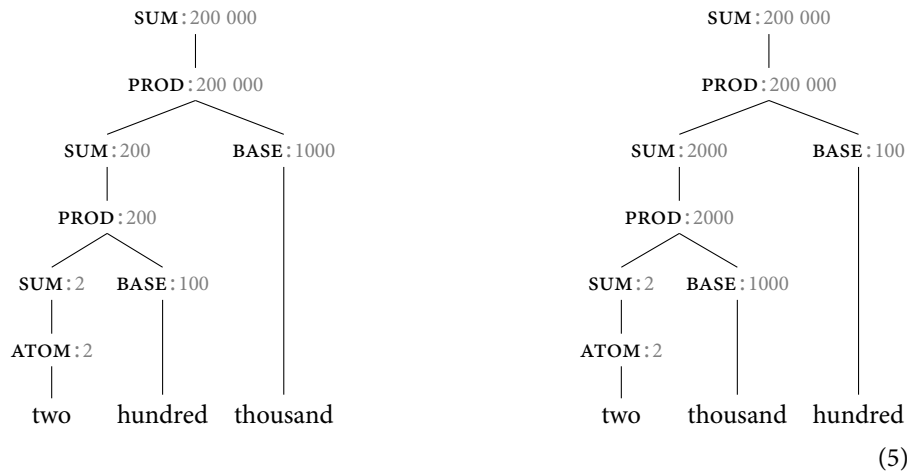 SUM:200 000 SUM:200 000
PROD:200 000 PROD:200 000
SUM:200 BASE:1000 SUM:2000 BASE:100
PROD:200 PROD:2000
SUM:2 BASE:100 SUM:2 BASE:1000
ATOM:2 ATOM:2
two hundred thousand two thousand hundred
(5)